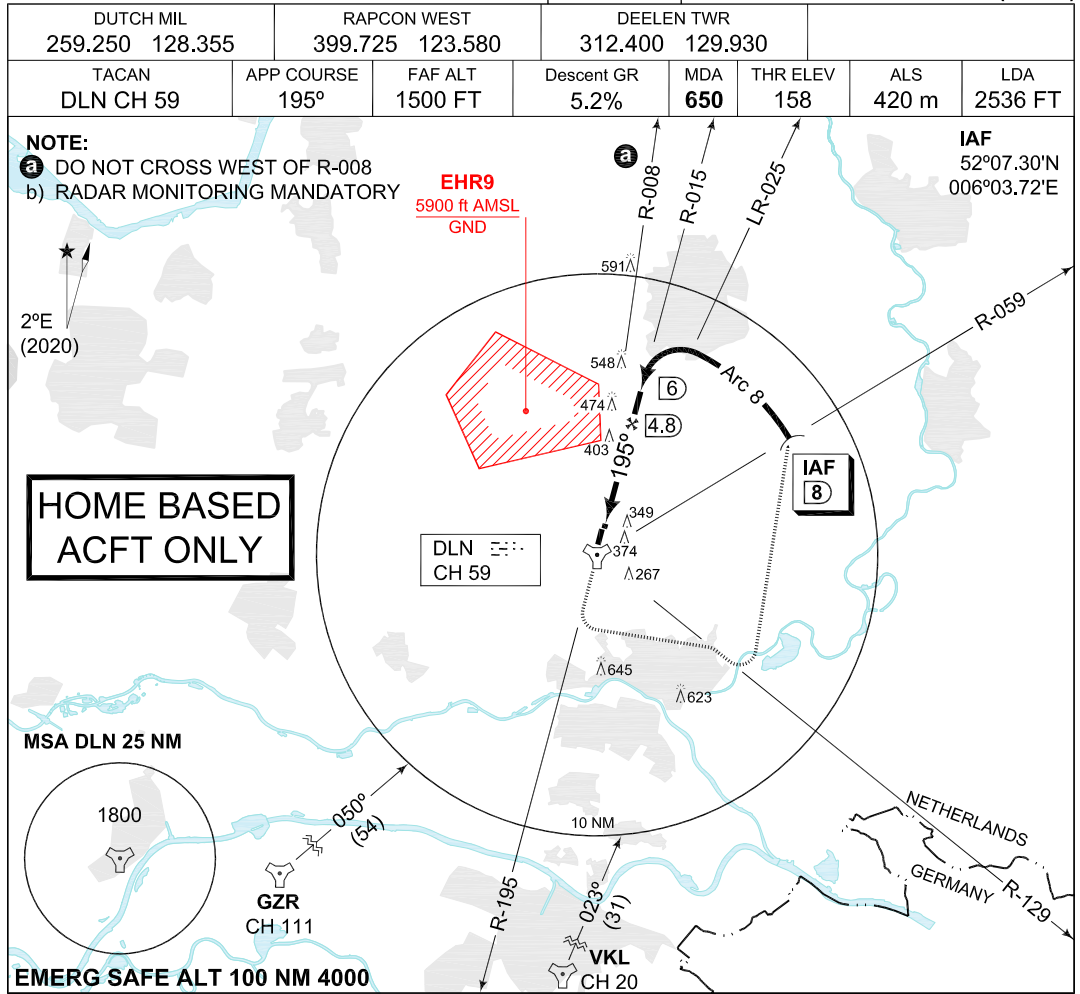 DUTCH MIL
259.250 128.355
RAPCON WEST
399.725 123.580
DEELEN TWR
312.400 129.930
TACAN
DLN CH 59
APP COURSE
195º
FAF ALT
1500 FT
Descent GR
5.2%
MDA
650
THR ELEV
158
ALS
420 m
LDA
2536 FT
NOTE:
a DO NOT CROSS WEST OF R-008
b) RADAR MONITORING MANDATORY
EHR9
5900 ft AMSL
GND
a
R-008
R-015
LR-025
IAF
52º07.30'N
006º03.72'E
2ºE
(2020)
591
R-059
548
Arc 8
6
474
4.8
403
195º
IAF
8
HOME BASED
ACFT ONLY
349
374
267
DLN
CH 59
645
623
MSA DLN 25 NM
1800
050º
(54)
GZR
CH 111
10 NM
R-195
023º
(31)
VKL
CH 20
NETHERLANDS
GERMANY
R-129
EMERG SAFE ALT 100 NM 4000